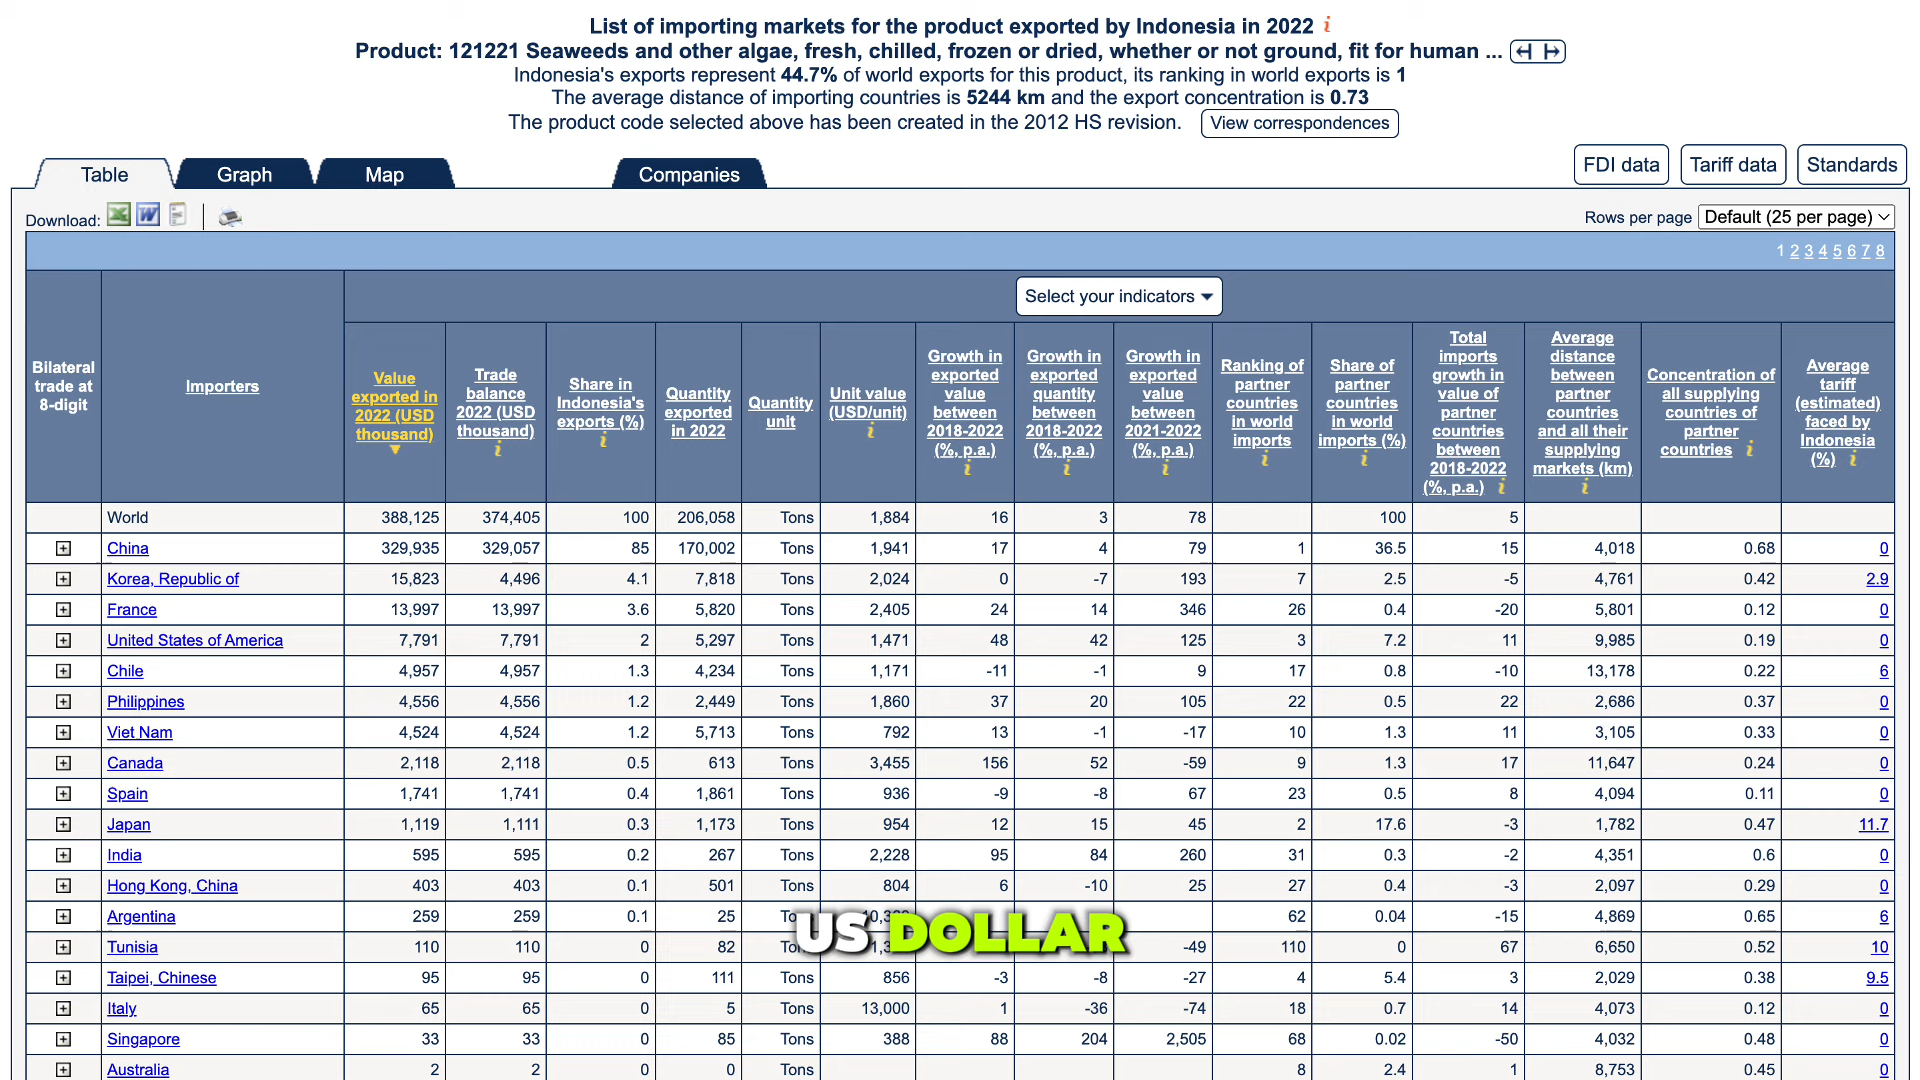 List of importing markets for the product exported by Indonesia in 2022 i
Product: 121221 Seaweeds and other algae, fresh, chilled, frozen or dried, whether or not ground, fit for human ...
Indonesia's exports represent 44.7% of world exports for this product, its ranking in world exports is 1
The average distance of importing countries is 5244 km and the export concentration is 0.73
The product code selected above has been created in the 2012 HS revision. View correspondences
Table Graph Map Companies FDI data Tariff data Standards
Download: Rows per page Default (25 per page)
1 2 3 4 5 6 7 8
Select your indicators
Bilateral trade at 8-digit
Importers
Value exported in 2022 (USD thousand)
Trade balance 2022 (USD thousand) i
Share in Indonesia's exports (%) i
Quantity exported in 2022
Quantity unit
Unit value (USD/unit) i
Growth in exported value between 2018-2022 (%, p.a.) i
Growth in exported quantity between 2018-2022 (%, p.a.) i
Growth in exported value between 2021-2022 (%, p.a.) i
Ranking of partner countries in world imports i
Share of partner countries in world imports (%) i
Total imports growth in value of partner countries between 2018-2022 (%, p.a.) i
Average distance between partner countries and all their supplying markets (km) i
Concentration of all supplying countries of partner countries i
Average tariff (estimated) faced by Indonesia (%) i
World 388,125 374,405 100 206,058 Tons 1,884 16 3 78 100 5
China 329,935 329,057 85 170,002 Tons 1,941 17 4 79 1 36.5 15 4,018 0.68 0
Korea, Republic of 15,823 4,496 4.1 7,818 Tons 2,024 0 -7 193 7 2.5 -5 4,761 0.42 2.9
France 13,997 13,997 3.6 5,820 Tons 2,405 24 14 346 26 0.4 -20 5,801 0.12 0
United States of America 7,791 7,791 2 5,297 Tons 1,471 48 42 125 3 7.2 11 9,985 0.19 0
Chile 4,957 4,957 1.3 4,234 Tons 1,171 -11 -1 9 17 0.8 -10 13,178 0.22 6
Philippines 4,556 4,556 1.2 2,449 Tons 1,860 37 20 105 22 0.5 22 2,686 0.37 0
Viet Nam 4,524 4,524 1.2 5,713 Tons 792 13 -1 -17 10 1.3 11 3,105 0.33 0
Canada 2,118 2,118 0.5 613 Tons 3,455 156 52 -59 9 1.3 17 11,647 0.24 0
Spain 1,741 1,741 0.4 1,861 Tons 936 -9 -8 67 23 0.5 8 4,094 0.11 0
Japan 1,119 1,111 0.3 1,173 Tons 954 12 15 45 2 17.6 -3 1,782 0.47 11.7
India 595 595 0.2 267 Tons 2,228 95 84 260 31 0.3 -2 4,351 0.6 0
Hong Kong, China 403 403 0.1 501 Tons 804 6 -10 25 27 0.4 -3 2,097 0.29 0
Argentina 259 259 0.1 25 62 0.04 -15 4,869 0.65 6
US DOLLAR
Tunisia 110 110 0 82 -49 110 0 67 6,650 0.52 10
Taipei, Chinese 95 95 0 111 Tons 856 -3 -8 -27 4 5.4 3 2,029 0.38 9.5
Italy 65 65 0 5 Tons 13,000 1 -36 -74 18 0.7 14 4,073 0.12 0
Singapore 33 33 0 85 Tons 388 88 204 2,505 68 0.02 -50 4,032 0.48 0
Australia 2 2 0 0 Tons 8 2.4 1 8,753 0.45 0